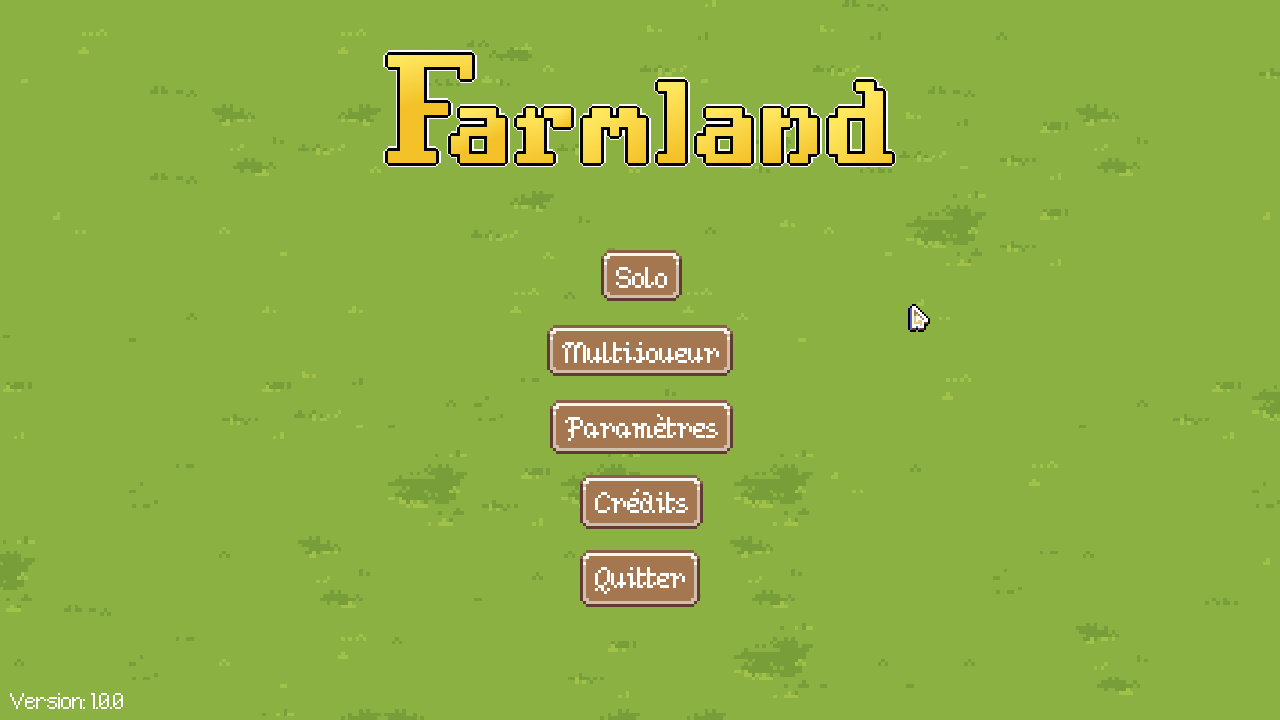 Farmland
Solo
Multijoueur
Paramètres
Crédits
Quitter
Version: 1.0.0